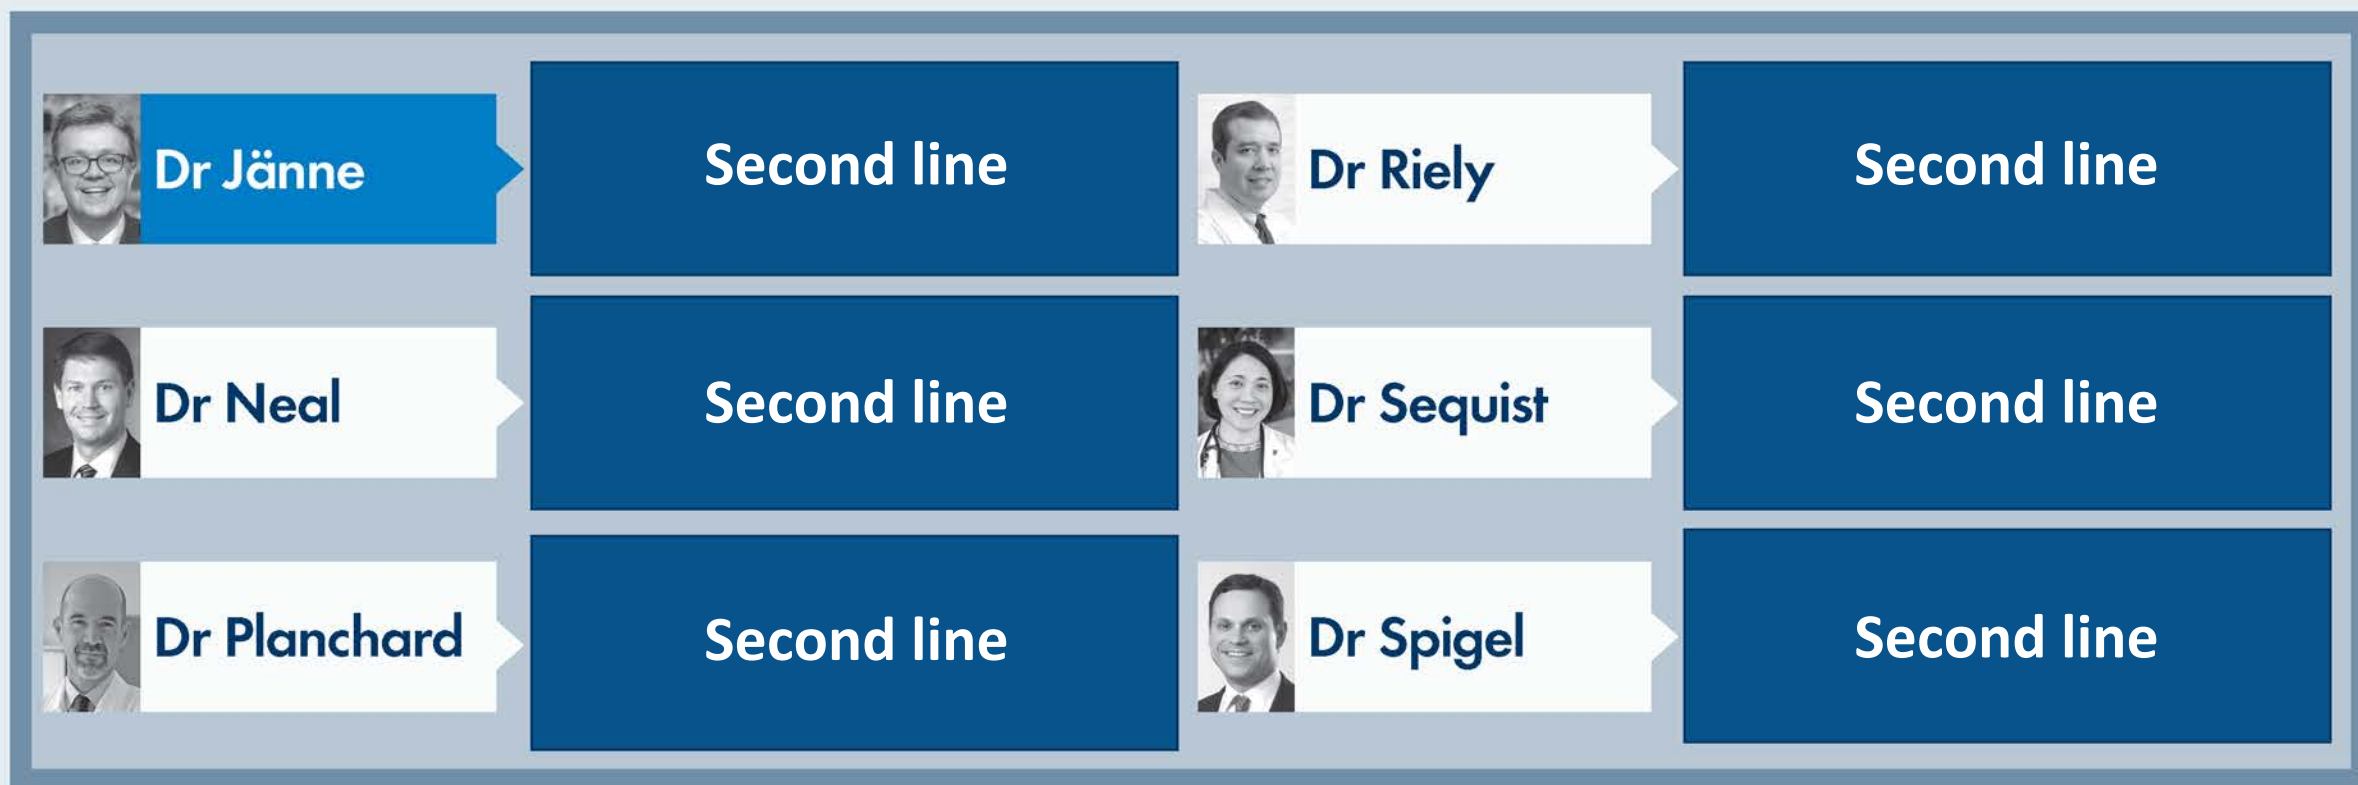 Dr Jänne
Second line
Dr Riely
Second line
Dr Neal
Second line
Dr Sequist
Second line
Dr Planchard
Second line
Dr Spigel
Second line